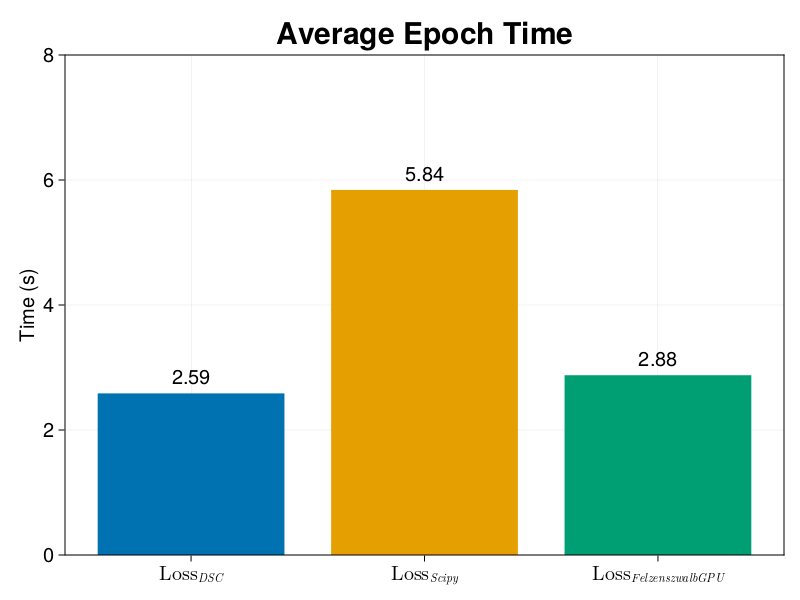 Average Epoch Time
Time (s)
8
6
4
2
0
2.59
5.84
2.88
Loss_DSC
Loss_Scipy
Loss_FelzenszwalbGPU